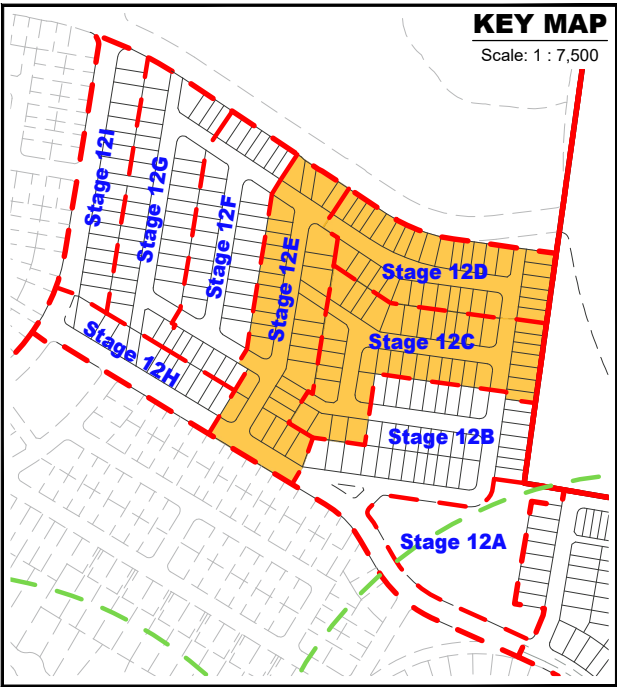 KEY MAP
Scale: 1 : 7,500
Stage 12I
Stage 12G
Stage 12F
Stage 12E
Stage 12D
Stage 12C
Stage 12H
Stage 12B
Stage 12A